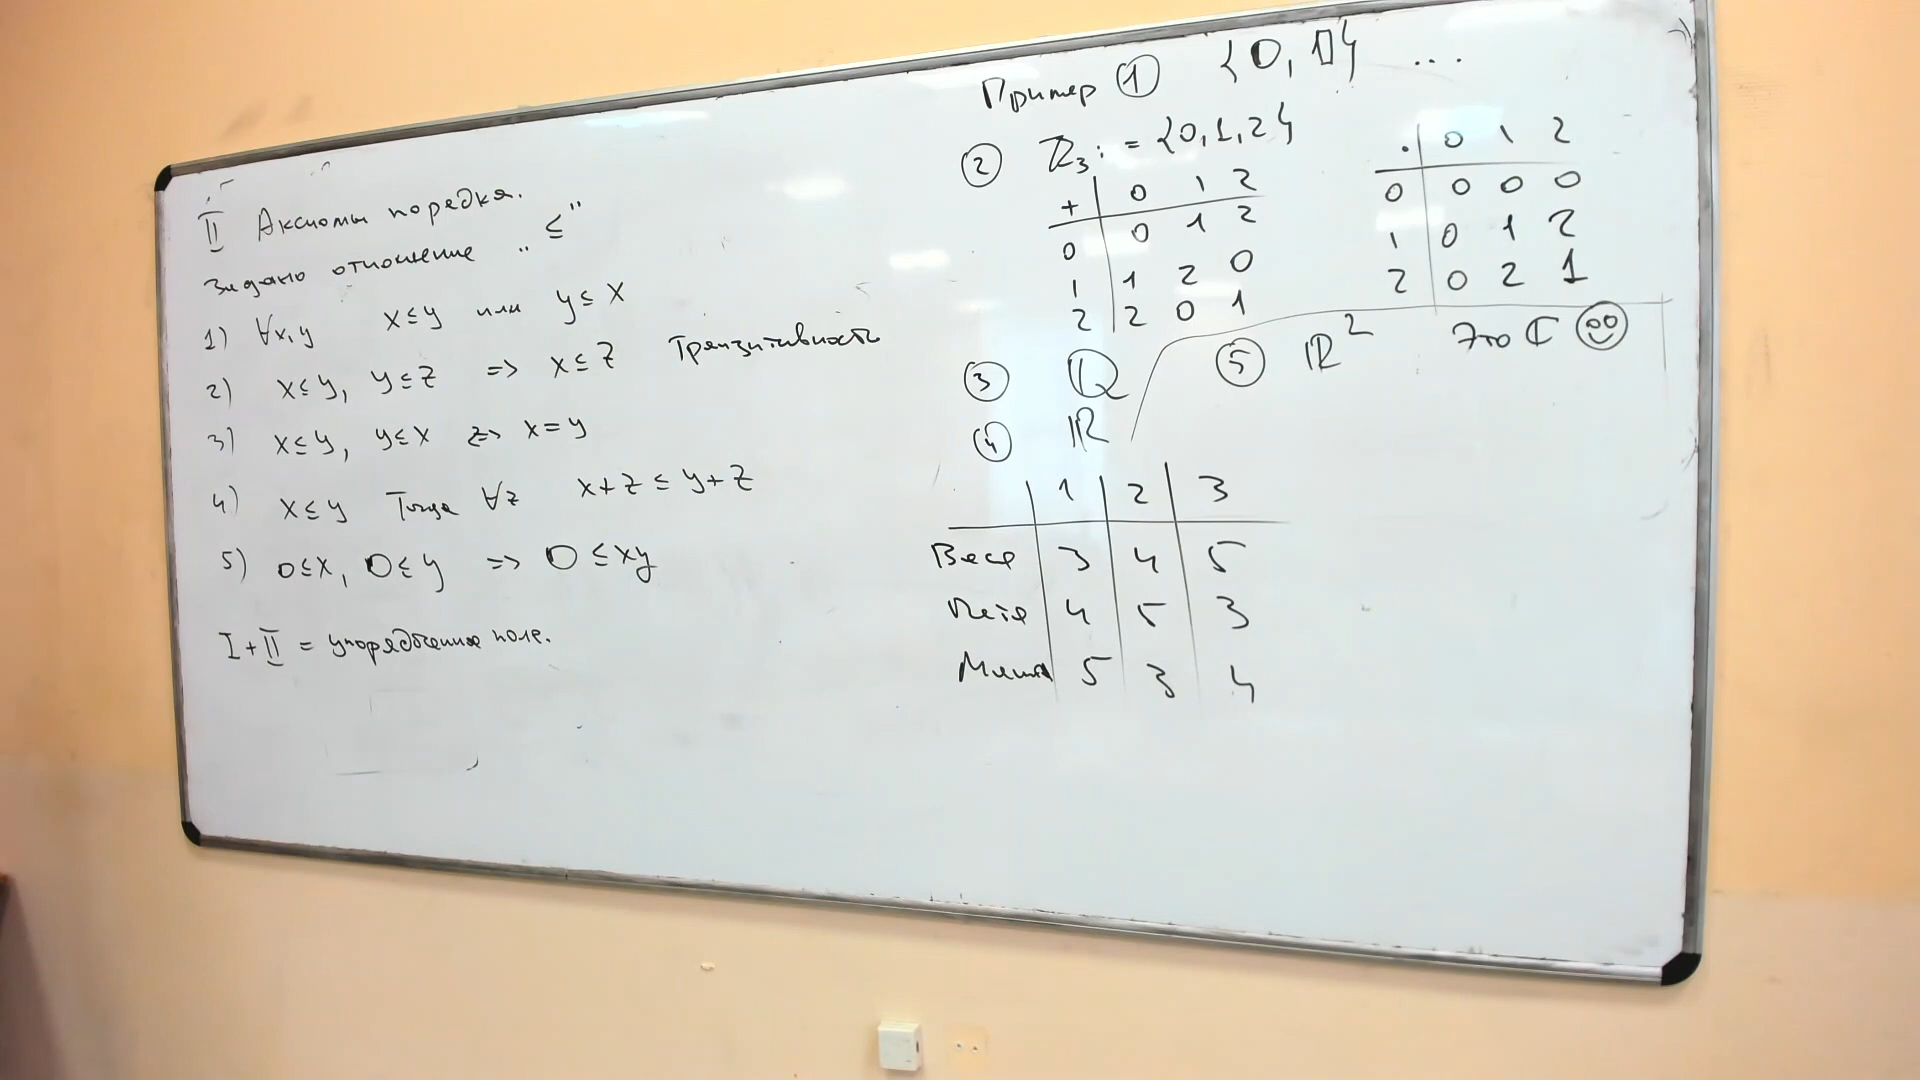 II Аксиомы порядка.
Задано отношение „ ≤ "
1) ∀x,y x ≤ y или y ≤ x
2) x ≤ y, y ≤ z => x ≤ z Транзитивность
3) x ≤ y, y ≤ x => x = y
4) x ≤ y Тогда ∀z x+z ≤ y+z
5) 0 ≤ x, 0 ≤ y => 0 ≤ xy
I + II = упорядоченное поле.
Пример ① {0, 1} ...
② ℤ₃ := {0,1,2}
+ 0 1 2
0 0 1 2
1 1 2 0
2 2 0 1
· 0 1 2
0 0 0 0
1 0 1 2
2 0 2 1
③ ℚ
④ ℝ
⑤ ℝ² Это ℂ
1 2 3
Вася 3 4 5
Петя 4 5 3
Миша 5 3 4